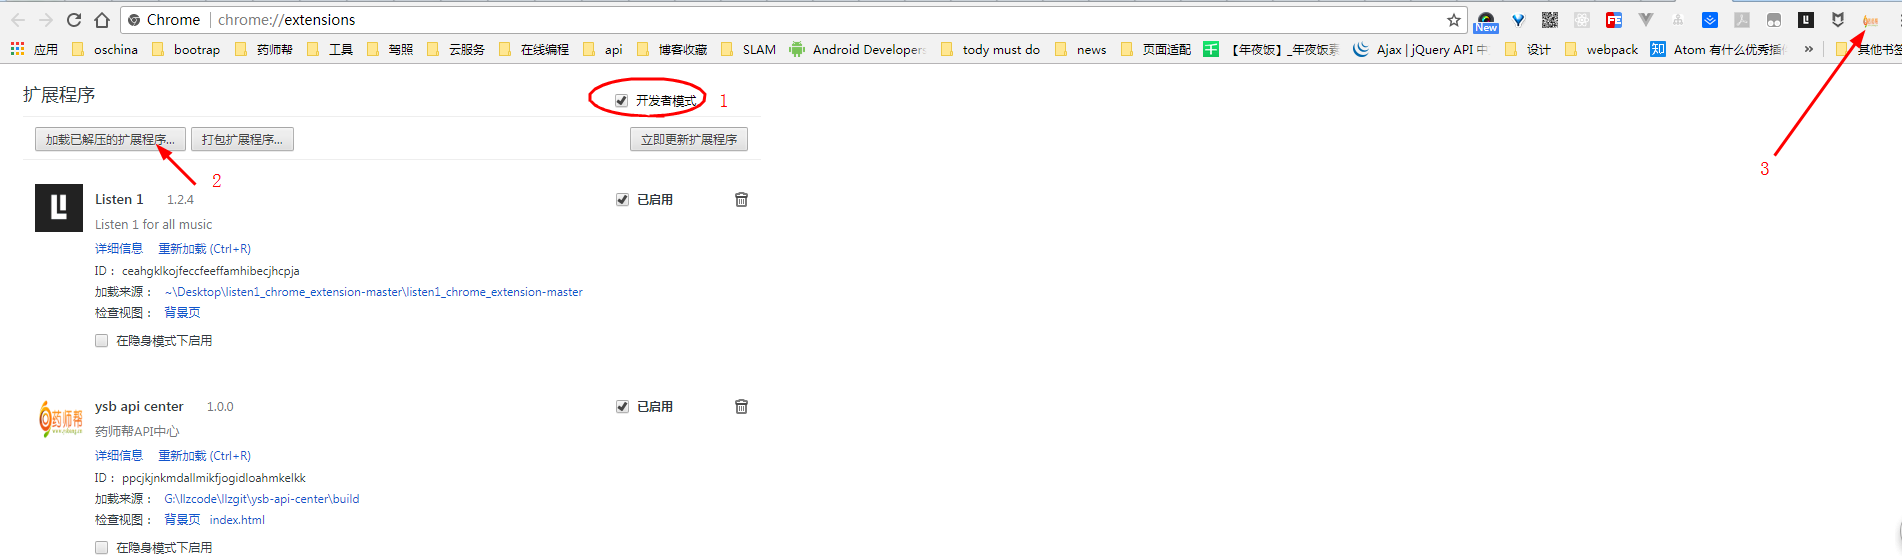 Chrome | chrome://extensions
New
FE
应用 oschina bootrap 药师帮 工具 驾照 云服务 在线编程 api 博客收藏 SLAM Android Developers tody must do news 页面适配 千 【年夜饭】_年夜饭素 Ajax | jQuery API 中 设计 webpack 知 Atom 有什么优秀插件 » 其他书签
扩展程序
开发者模式 1
加载已解压的扩展程序... 打包扩展程序... 立即更新扩展程序
2
3
Listen 1 1.2.4 已启用
Listen 1 for all music
详细信息 重新加载 (Ctrl+R)
ID： ceahgklkojfeccfeeffamhibecjhcpja
加载来源： ~\Desktop\listen1_chrome_extension-master\listen1_chrome_extension-master
检查视图： 背景页
在隐身模式下启用
药师帮
ysb api center 1.0.0 已启用
药师帮API中心
详细信息 重新加载 (Ctrl+R)
ID： ppcjkjnkmdallmikfjogidloahmkelkk
加载来源： G:\llzcode\llzgit\ysb-api-center\build
检查视图： 背景页 index.html
在隐身模式下启用